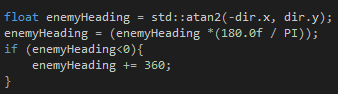 float enemyHeading = std::atan2(-dir.x, dir.y);
enemyHeading = (enemyHeading *(180.0f / PI));
if (enemyHeading<0){
    enemyHeading += 360;
}